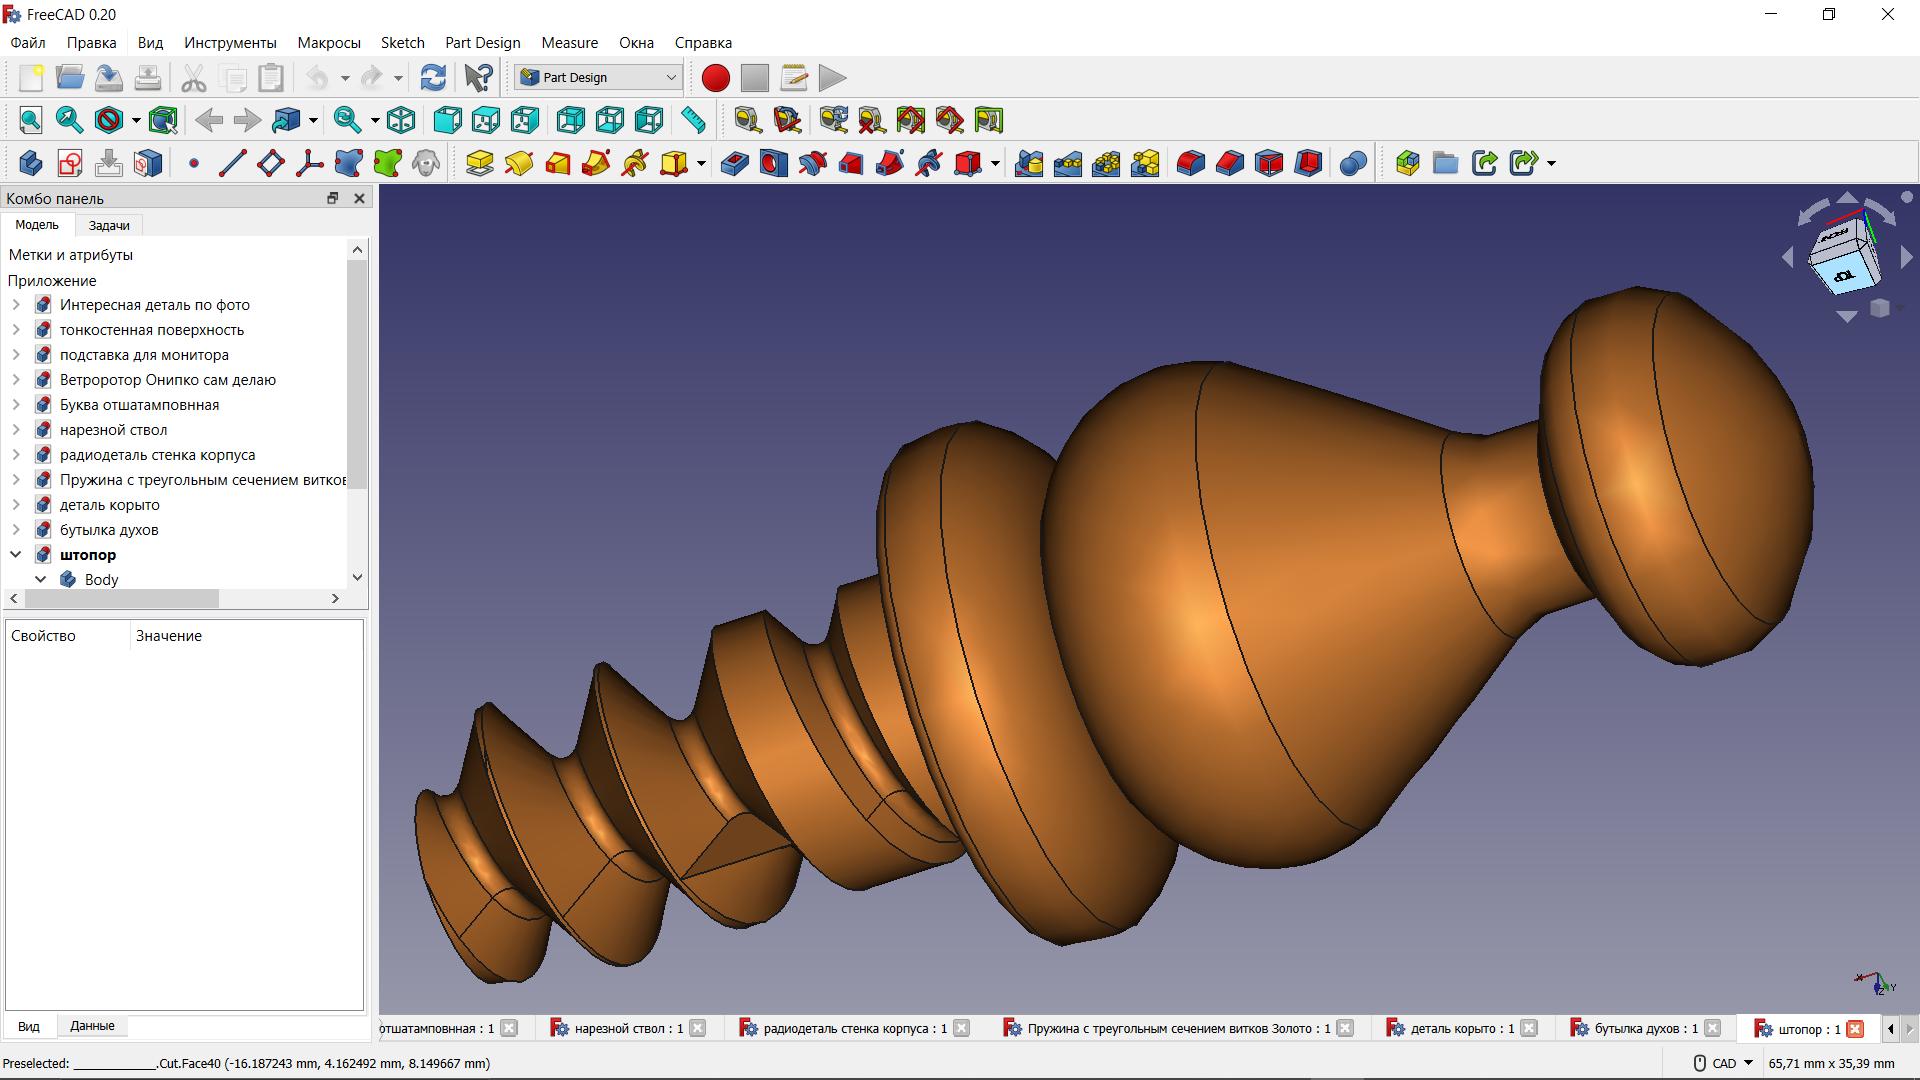 FreeCAD 0.20
Файл Правка Вид Инструменты Макросы Sketch Part Design Measure Окна Справка
Part Design
Комбо панель
Модель Задачи
Метки и атрибуты
Приложение
Интересная деталь по фото
тонкостенная поверхность
подставка для монитора
Ветроротор Онипко сам делаю
Буква отшатамповнная
нарезной ствол
радиодеталь стенка корпуса
Пружина с треугольным сечением витков
деталь корыто
бутылка духов
штопор
Body
Свойство Значение
Вид Данные
TOP
X Y Z
отшатамповнная : 1 нарезной ствол : 1 радиодеталь стенка корпуса : 1 Пружина с треугольным сечением витков Золото : 1 деталь корыто : 1 бутылка духов : 1 штопор : 1
Preselected: ______________.Cut.Face40 (-16.187243 mm, 4.162492 mm, 8.149667 mm) CAD 65,71 mm x 35,39 mm